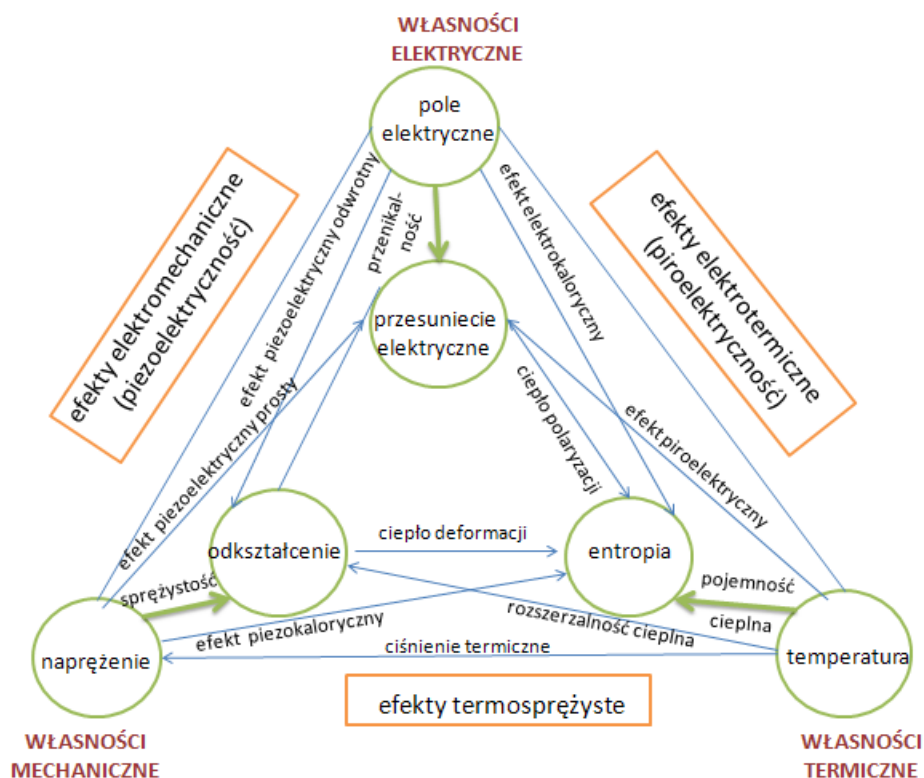 WŁASNOŚCI
ELEKTRYCZNE
pole
elektryczne
efekty elektromechaniczne
(piezoelektryczność)
efekt piezoelektryczny odwrotny
przenikal-
ność
efekt elektrokaloryczny
efekty elektrotermiczne
(piroelektryczność)
przesuniecie
elektryczne
efekt piezoelektryczny prosty
ciepło polaryzacji
efekt piroelektryczny
odkształcenie
ciepło deformacji
entropia
sprężystość
pojemność
cieplna
efekt piezokaloryczny
rozszerzalność cieplna
naprężenie
ciśnienie termiczne
temperatura
efekty termosprężyste
WŁASNOŚCI
MECHANICZNE
WŁASNOŚCI
TERMICZNE